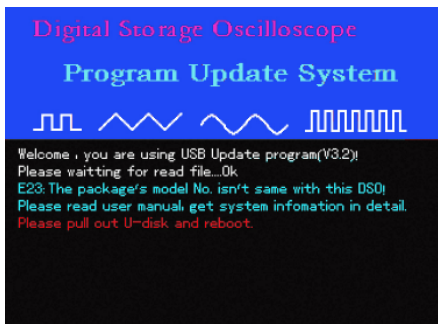 Digital Storage Oscilloscope
Program Update System
Welcome , you are using USB Update program(V3.2)!
Please waitting for read file....Ok
E23: The package's model No. isn't same with this DSO!
Please read user manual, get system infomation in detail.
Please pull out U-disk and reboot.